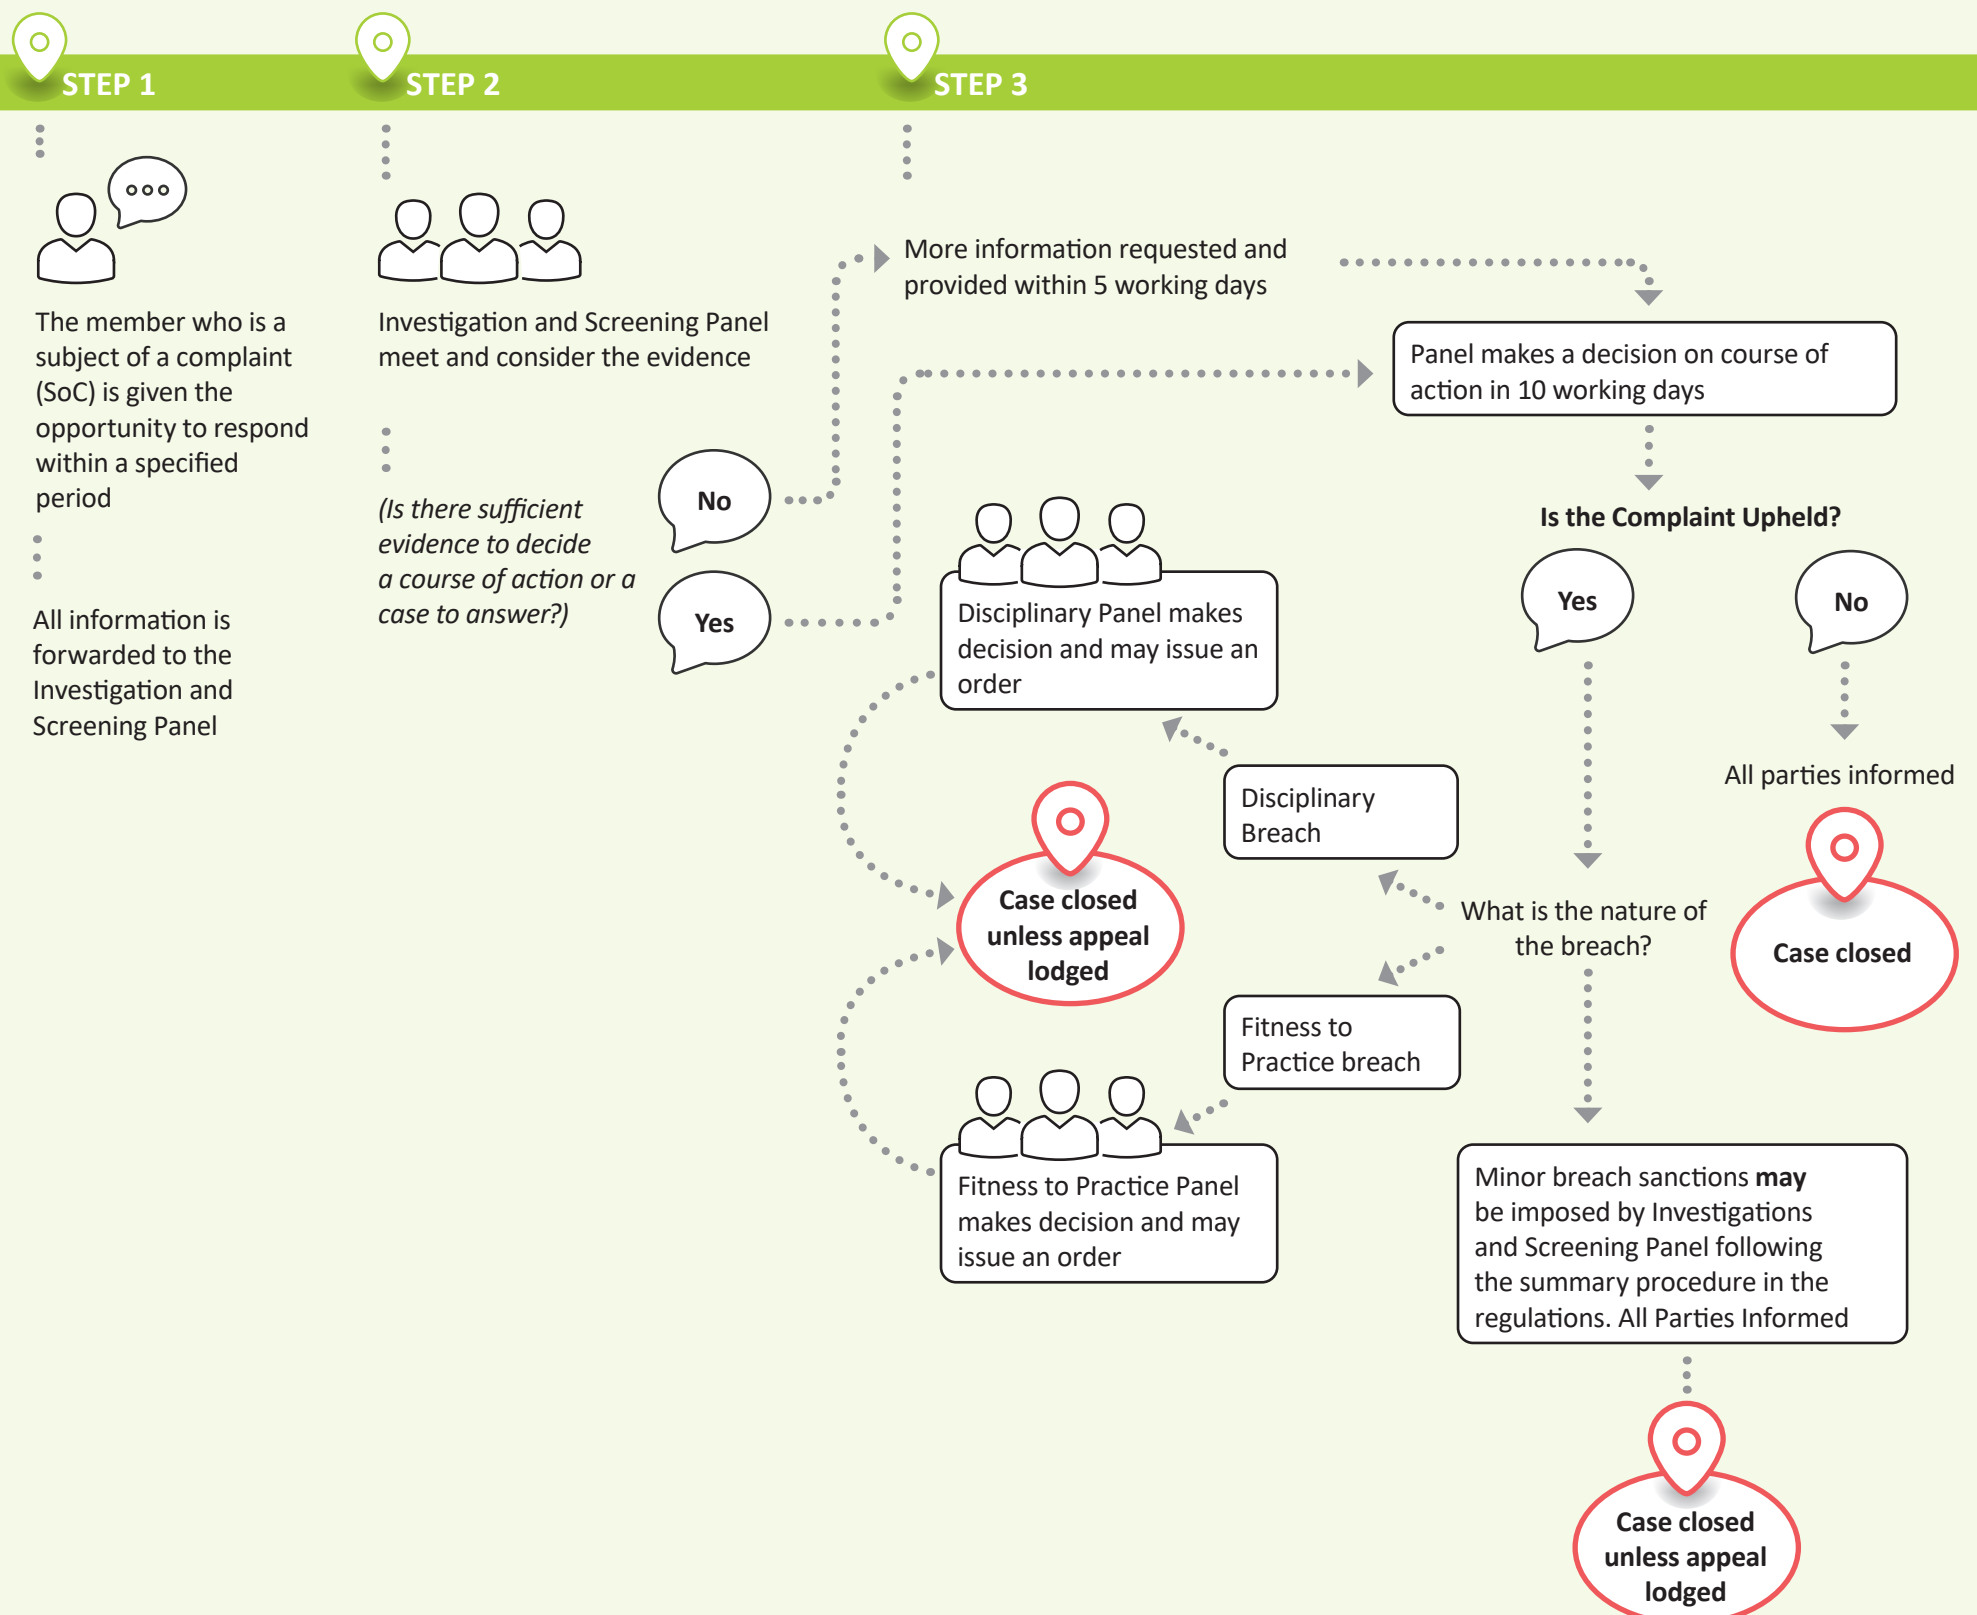 STEP 1
STEP 2
STEP 3
The member who is a
subject of a complaint
(SoC) is given the
opportunity to respond
within a specified
period
All information is
forwarded to the
Investigation and
Screening Panel
Investigation and Screening Panel
meet and consider the evidence
(Is there sufficient
evidence to decide
a course of action or a
case to answer?)
No
Yes
More information requested and
provided within 5 working days
Panel makes a decision on course of
action in 10 working days
Is the Complaint Upheld?
Yes
No
All parties informed
Case closed
What is the nature of
the breach?
Disciplinary
Breach
Disciplinary Panel makes
decision and may issue an
order
Case closed
unless appeal
lodged
Fitness to
Practice breach
Fitness to Practice Panel
makes decision and may
issue an order
Minor breach sanctions may
be imposed by Investigations
and Screening Panel following
the summary procedure in the
regulations. All Parties Informed
Case closed
unless appeal
lodged